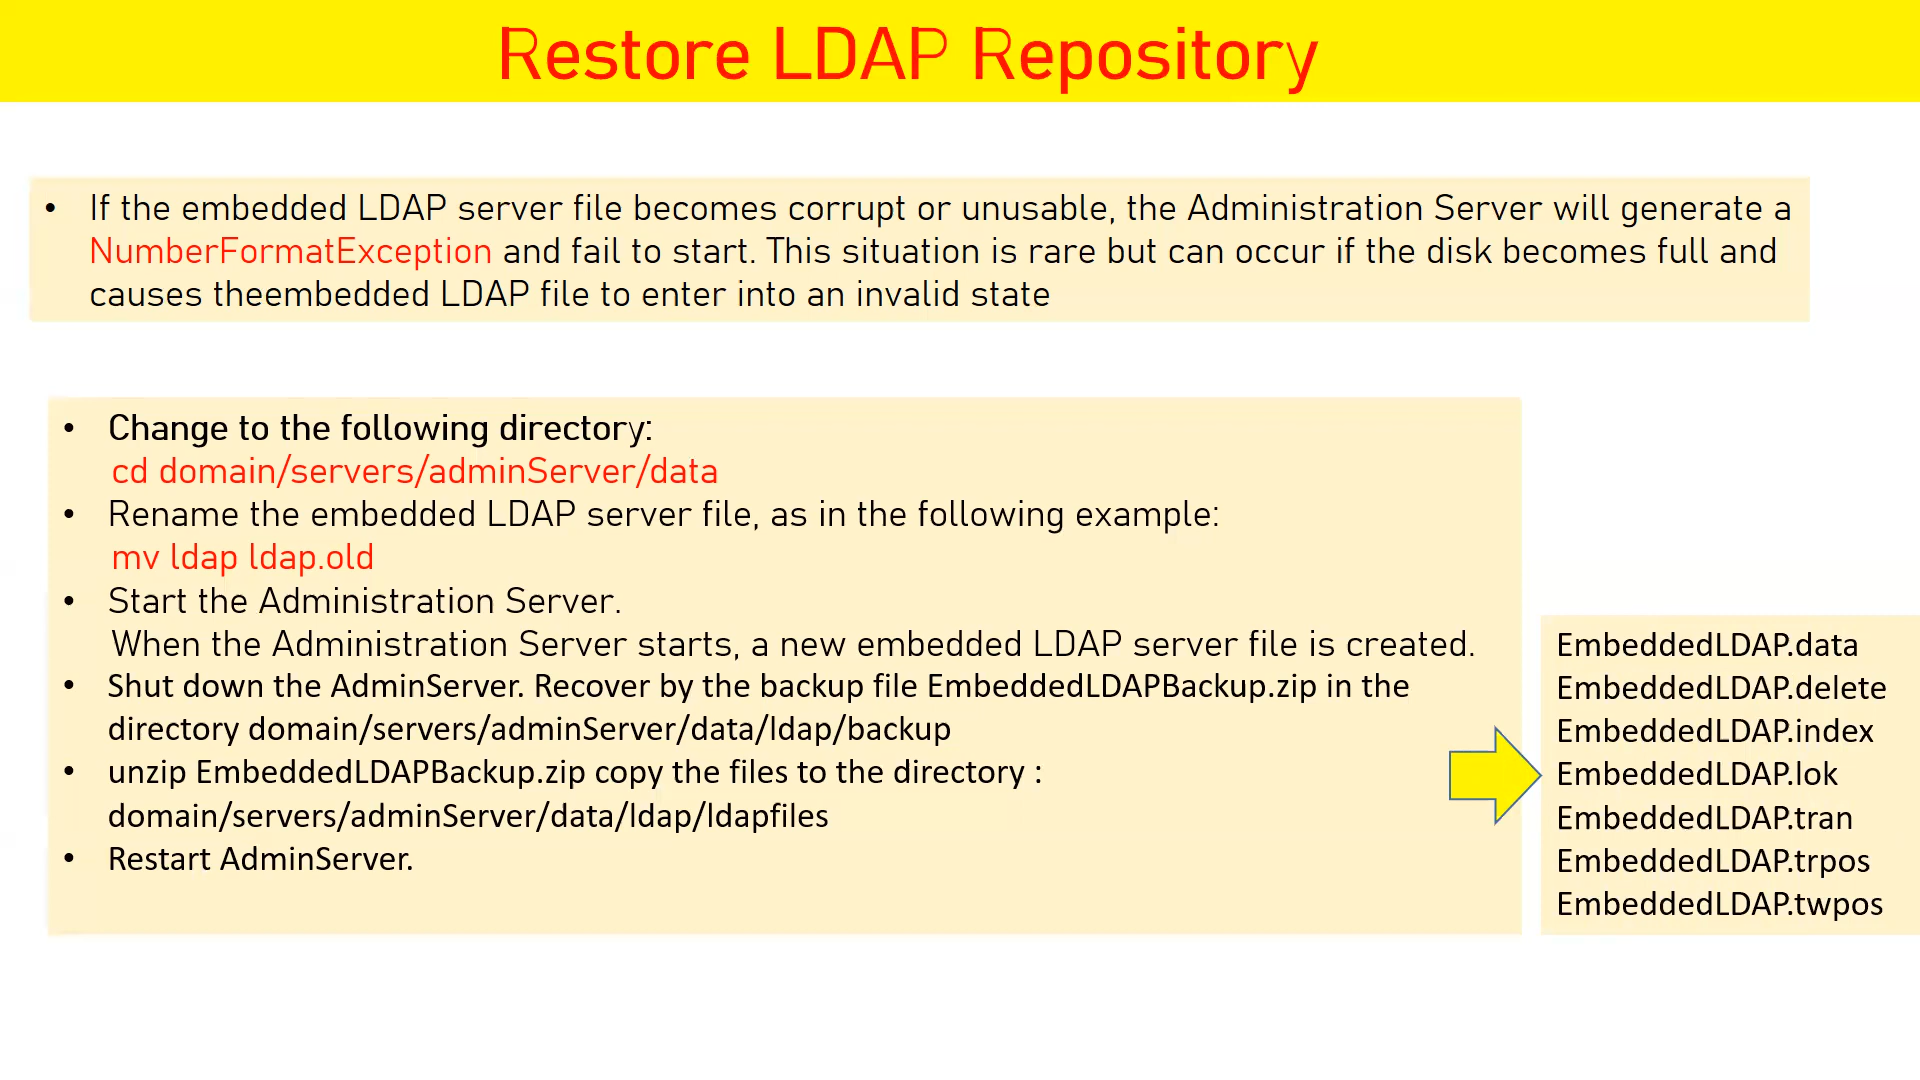 Restore LDAP Repository
• If the embedded LDAP server file becomes corrupt or unusable, the Administration Server will generate a
NumberFormatException and fail to start. This situation is rare but can occur if the disk becomes full and
causes theembedded LDAP file to enter into an invalid state
• Change to the following directory:
cd domain/servers/adminServer/data
• Rename the embedded LDAP server file, as in the following example:
mv ldap ldap.old
• Start the Administration Server.
When the Administration Server starts, a new embedded LDAP server file is created.
• Shut down the AdminServer. Recover by the backup file EmbeddedLDAPBackup.zip in the
directory domain/servers/adminServer/data/ldap/backup
• unzip EmbeddedLDAPBackup.zip copy the files to the directory :
domain/servers/adminServer/data/ldap/ldapfiles
• Restart AdminServer.
EmbeddedLDAP.data
EmbeddedLDAP.delete
EmbeddedLDAP.index
EmbeddedLDAP.lok
EmbeddedLDAP.tran
EmbeddedLDAP.trpos
EmbeddedLDAP.twpos